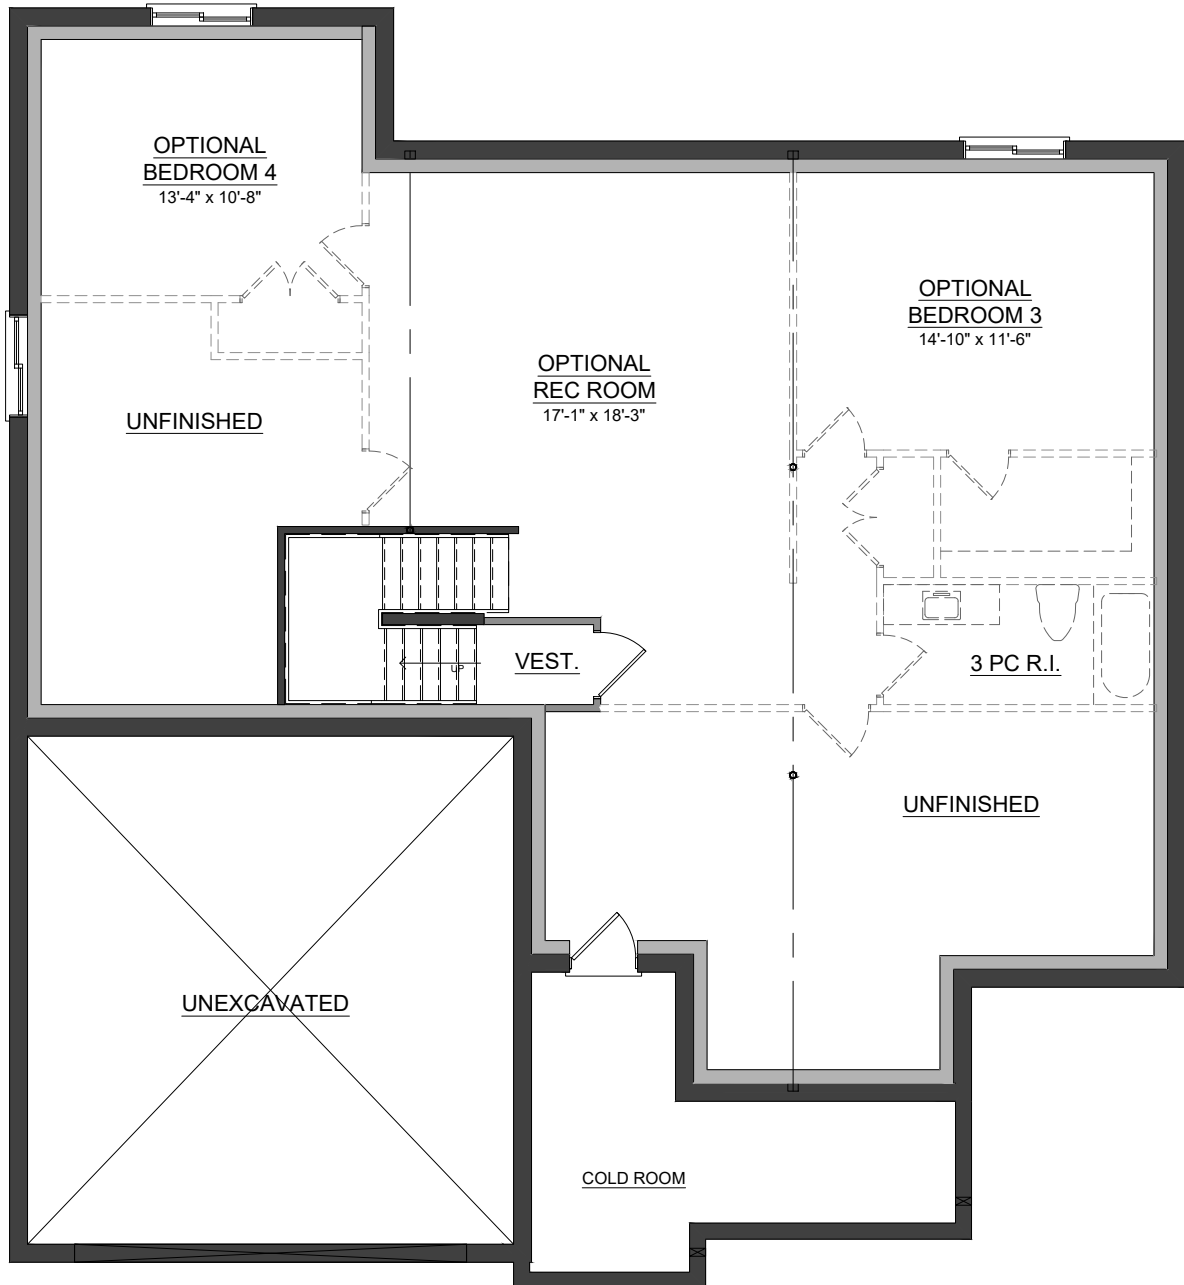 OPTIONAL
BEDROOM 4
13'-4" x 10'-8"
OPTIONAL
BEDROOM 3
14'-10" x 11'-6"
OPTIONAL
REC ROOM
17'-1" x 18'-3"
UNFINISHED
UP
VEST.
3 PC R.I.
UNFINISHED
UNEXCAVATED
COLD ROOM